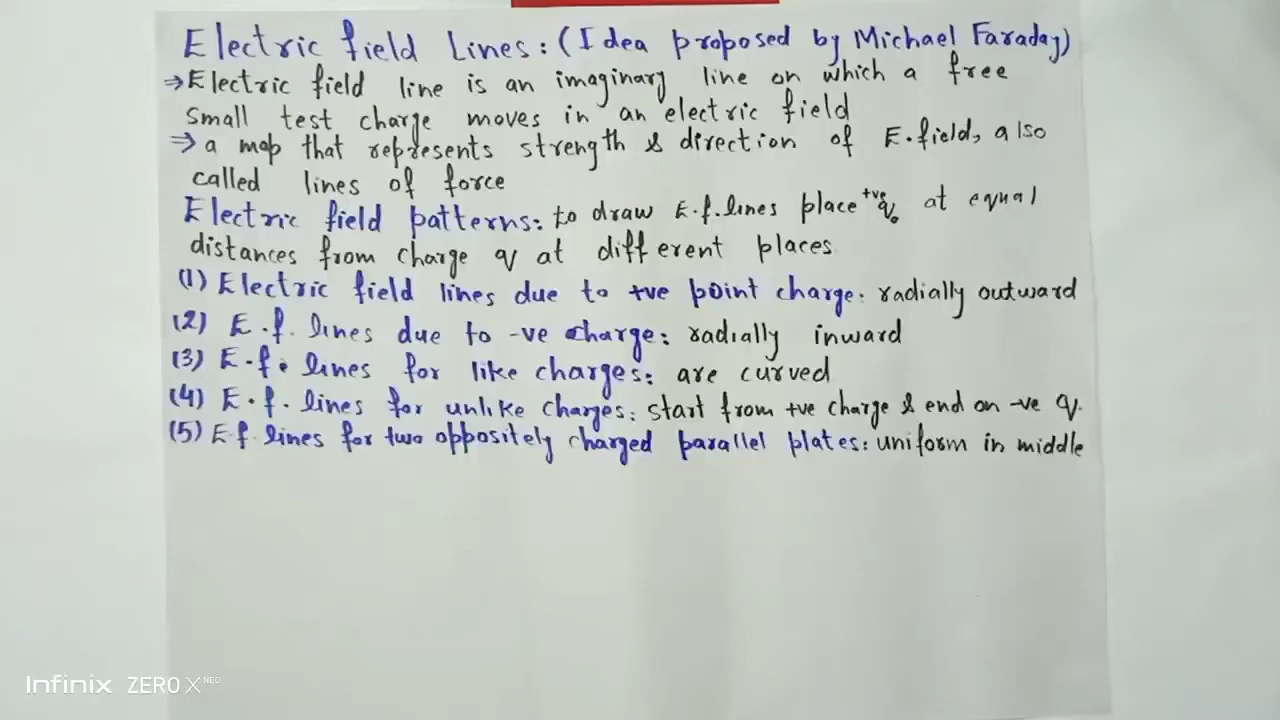 Electric field Lines: (Idea proposed by Michael Faraday)
⇒ Electric field line is an imaginary line on which a free
small test charge moves in an electric field
⇒ a map that represents strength & direction of E.field, also
called lines of force
Electric field patterns: to draw E.f.lines place +ve q₀ at equal
distances from charge q at different places
(1) Electric field lines due to +ve point charge: radially outward
(2) E.f. lines due to -ve charge: radially inward
(3) E.f. lines for like charges: are curved
(4) E.f. lines for unlike charges: start from +ve charge & end on -ve q.
(5) E.f. lines for two oppositely charged parallel plates: uniform in middle
Infinix ZERO X NEO